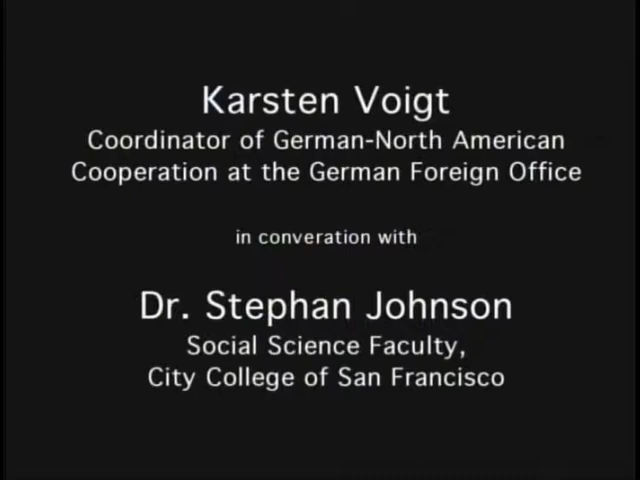 Karsten Voigt
Coordinator of German-North American
Cooperation at the German Foreign Office
in converation with
Dr. Stephan Johnson
Social Science Faculty,
City College of San Francisco